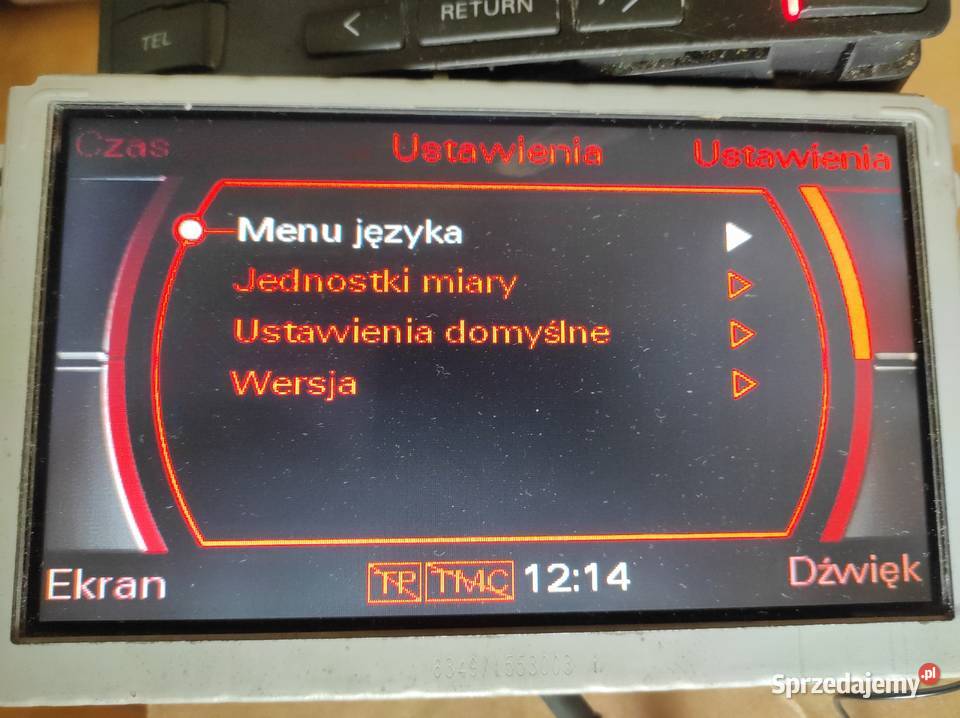 TEL
RETURN
Czas
Ustawienia
Ustawienia
Menu języka
Jednostki miary
Ustawienia domyślne
Wersja
Ekran
TP
TMC
12:14
Dźwięk
Sprzedajemy.pl